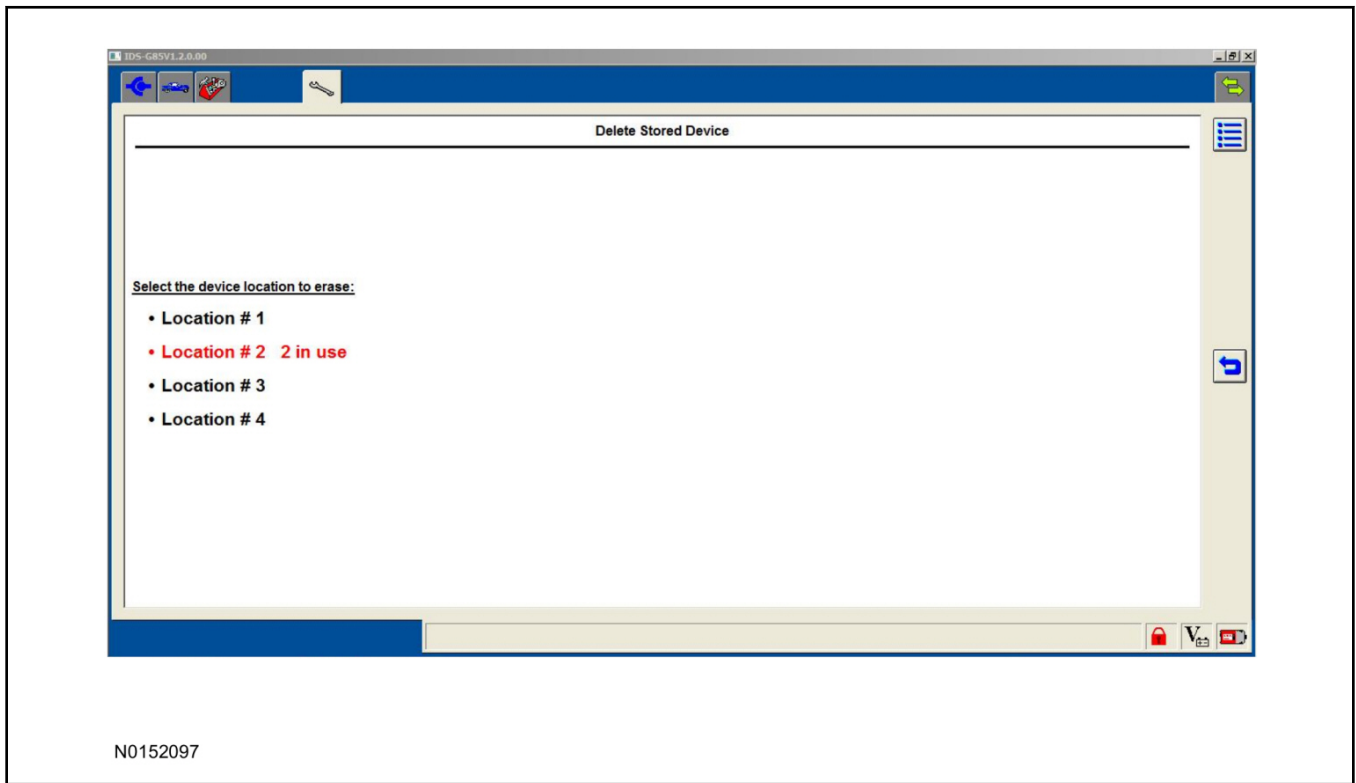 IDS-G85V1.2.0.00
Delete Stored Device
Select the device location to erase:
• Location # 1
• Location # 2 2 in use
• Location # 3
• Location # 4
V
N0152097